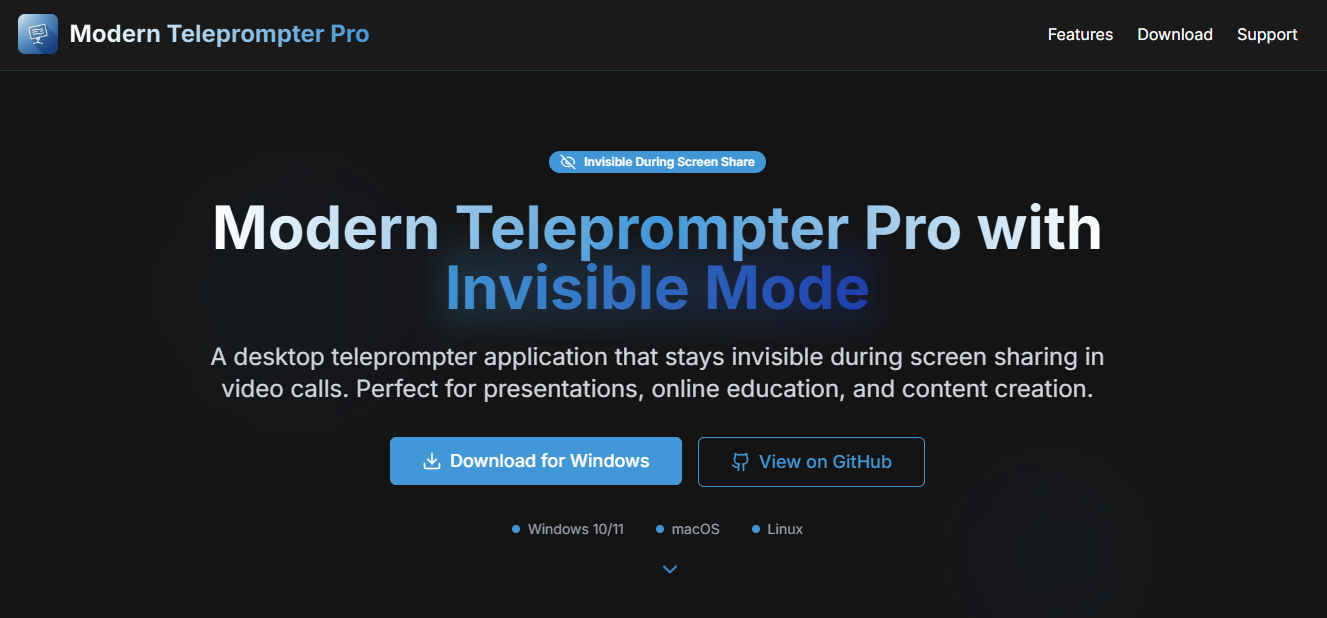 Modern Teleprompter Pro
Features Download Support
Invisible During Screen Share
Modern Teleprompter Pro with
Invisible Mode
A desktop teleprompter application that stays invisible during screen sharing in
video calls. Perfect for presentations, online education, and content creation.
Download for Windows
View on GitHub
Windows 10/11 macOS Linux